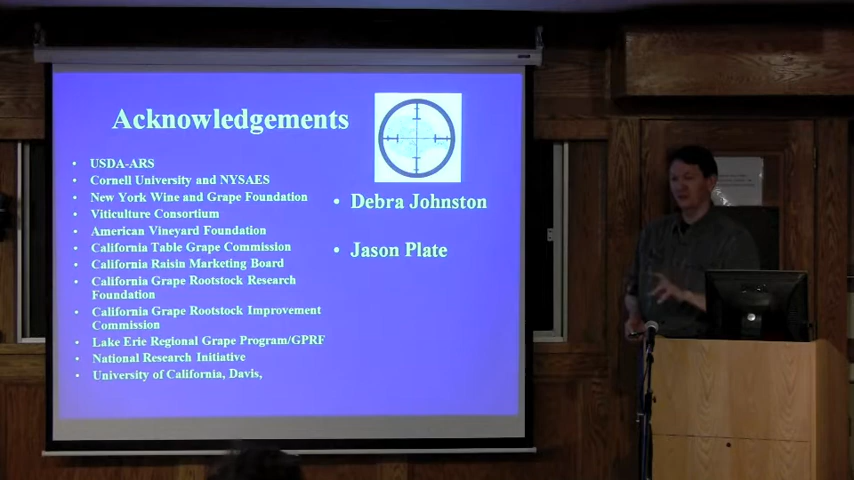 Acknowledgements
• USDA-ARS
• Cornell University and NYSAES
• New York Wine and Grape Foundation
• Viticulture Consortium
• American Vineyard Foundation
• California Table Grape Commission
• California Raisin Marketing Board
• California Grape Rootstock Research
Foundation
• California Grape Rootstock Improvement
Commission
• Lake Erie Regional Grape Program/GPRF
• National Research Initiative
• University of California, Davis,
• Debra Johnston
• Jason Plate